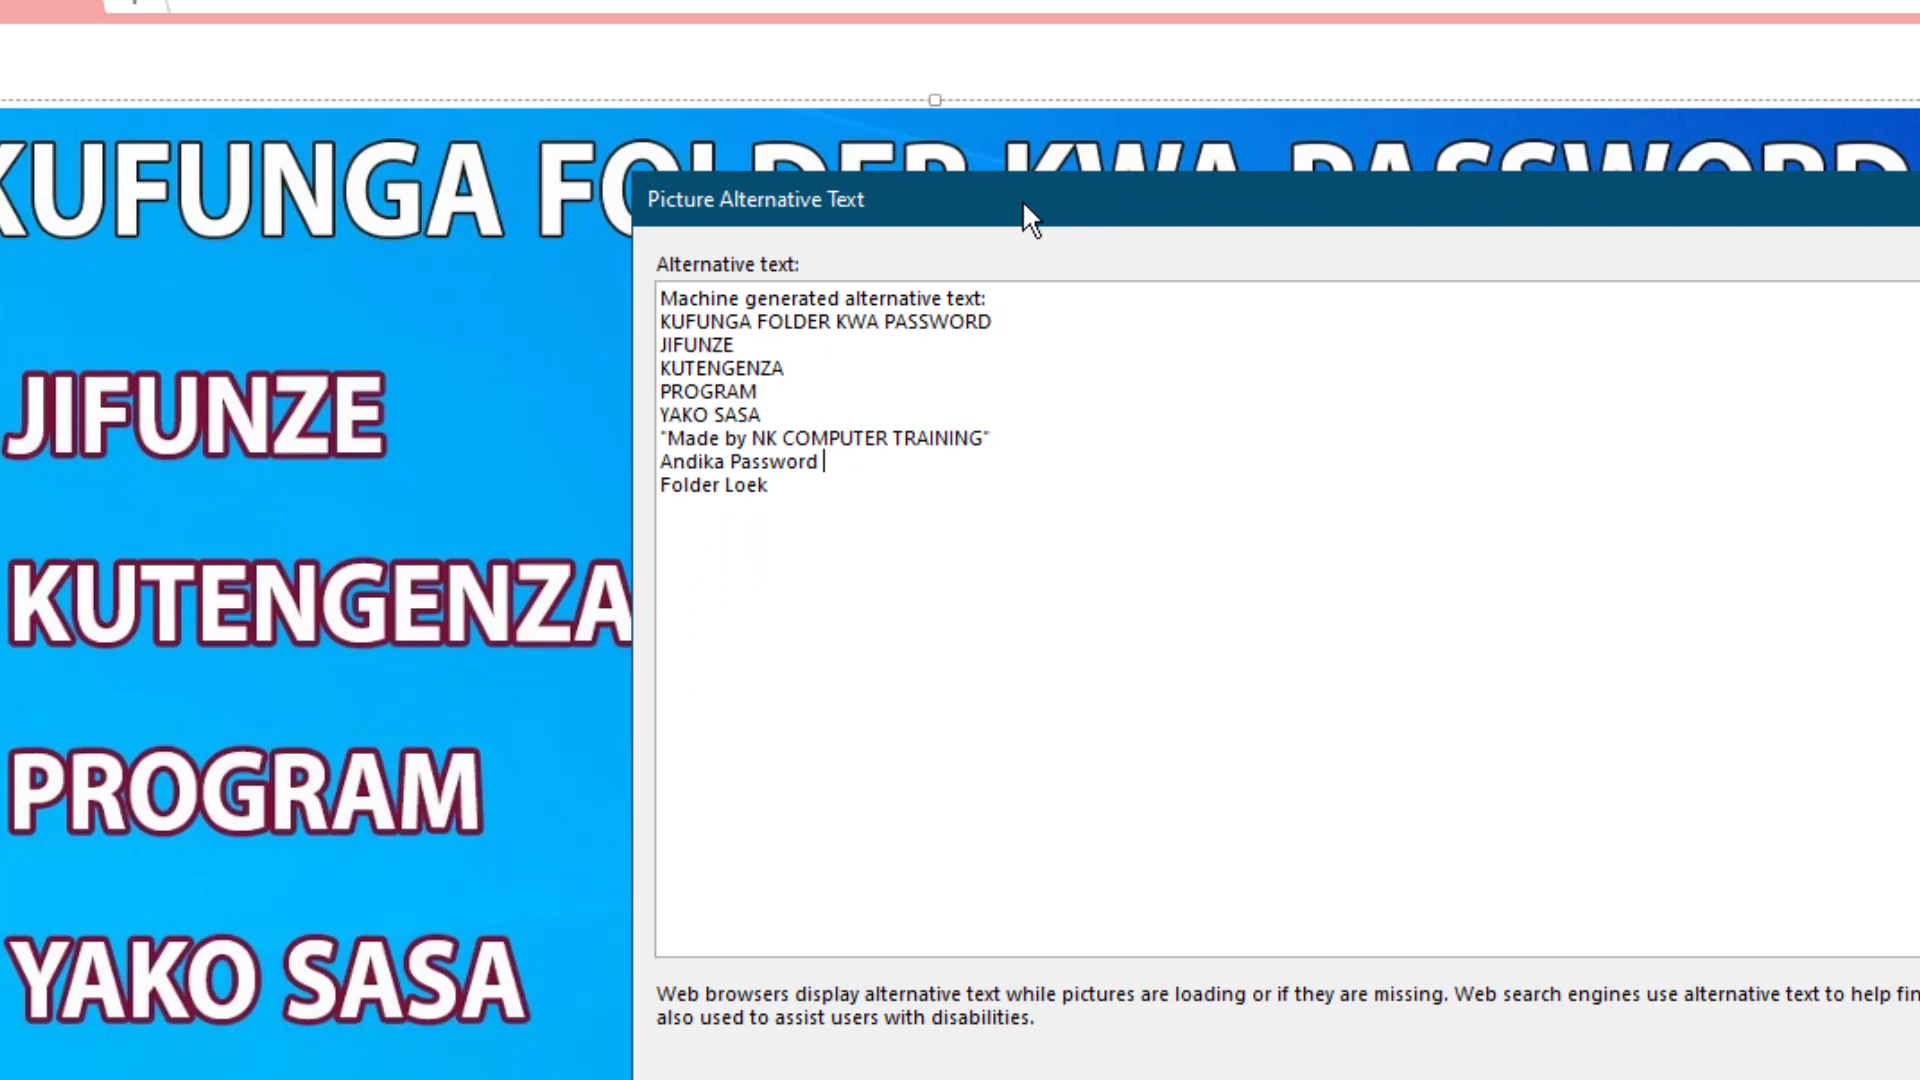 KUFUNGA FOLDER KWA PASSWORD
Picture Alternative Text
Alternative text:
Machine generated alternative text:
KUFUNGA FOLDER KWA PASSWORD
JIFUNZE
KUTENGENZA
PROGRAM
YAKO SASA
"Made by NK COMPUTER TRAINING"
Andika Password
Folder Loek
JIFUNZE
KUTENGENZA
PROGRAM
YAKO SASA
Web browsers display alternative text while pictures are loading or if they are missing. Web search engines use alternative text to help fin
also used to assist users with disabilities.